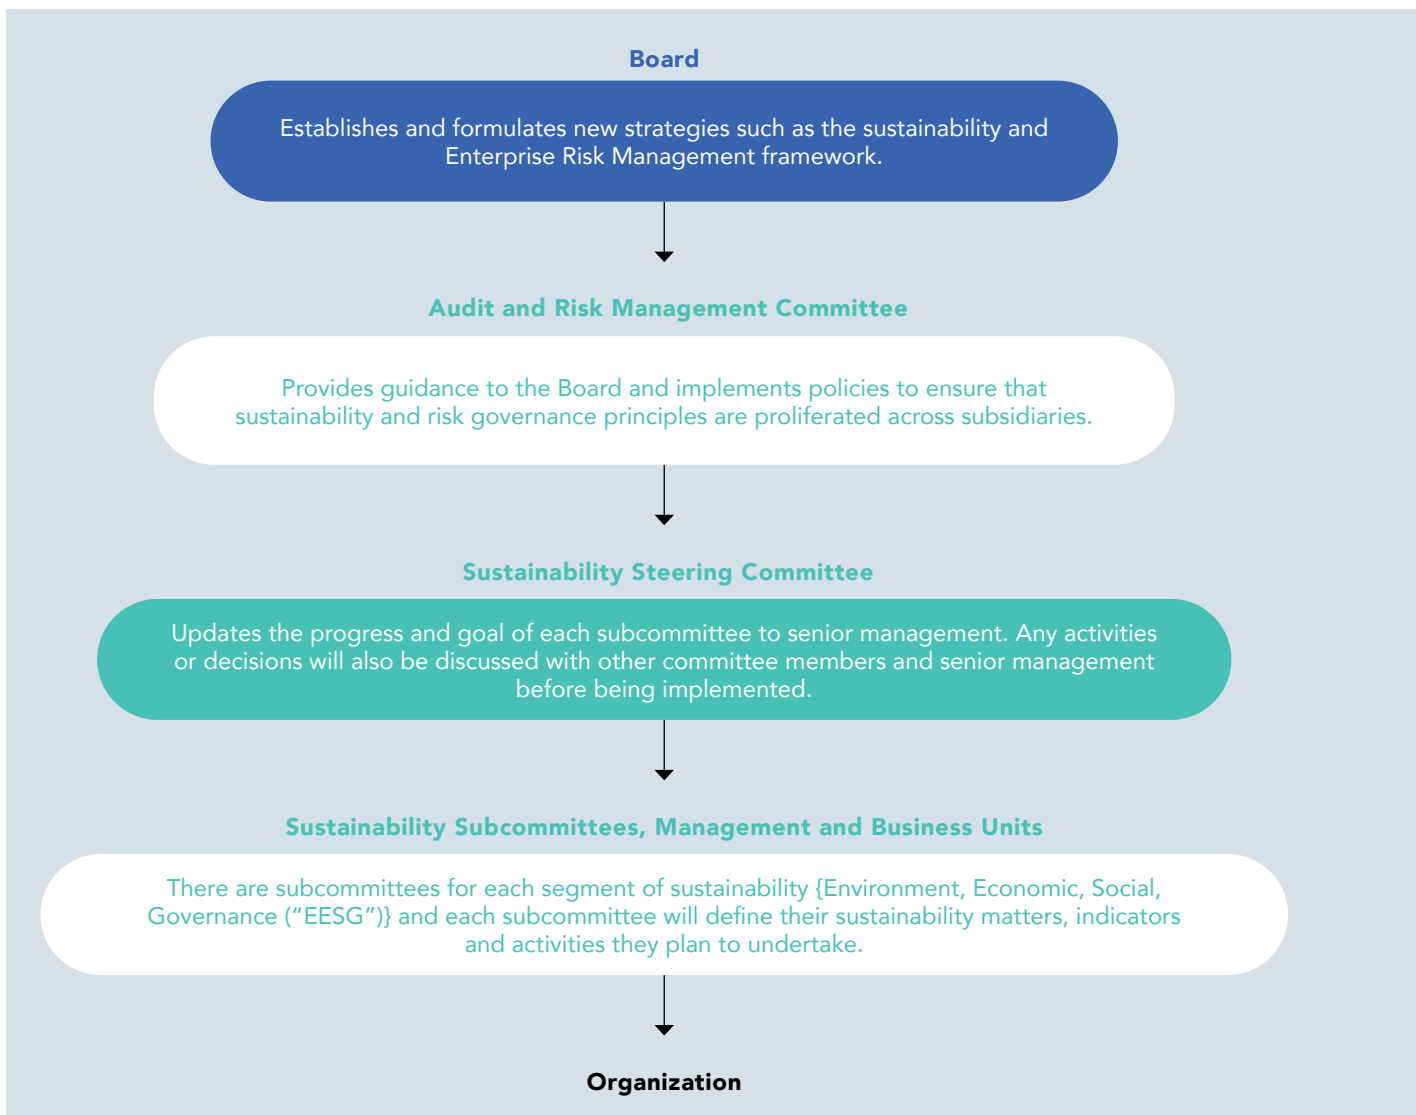 Board
Establishes and formulates new strategies such as the sustainability and
Enterprise Risk Management framework.
Audit and Risk Management Committee
Provides guidance to the Board and implements policies to ensure that
sustainability and risk governance principles are proliferated across subsidiaries.
Sustainability Steering Committee
Updates the progress and goal of each subcommittee to senior management. Any activities
or decisions will also be discussed with other committee members and senior management
before being implemented.
Sustainability Subcommittees, Management and Business Units
There are subcommittees for each segment of sustainability {Environment, Economic, Social,
Governance (“EESG”)} and each subcommittee will define their sustainability matters, indicators
and activities they plan to undertake.
Organization